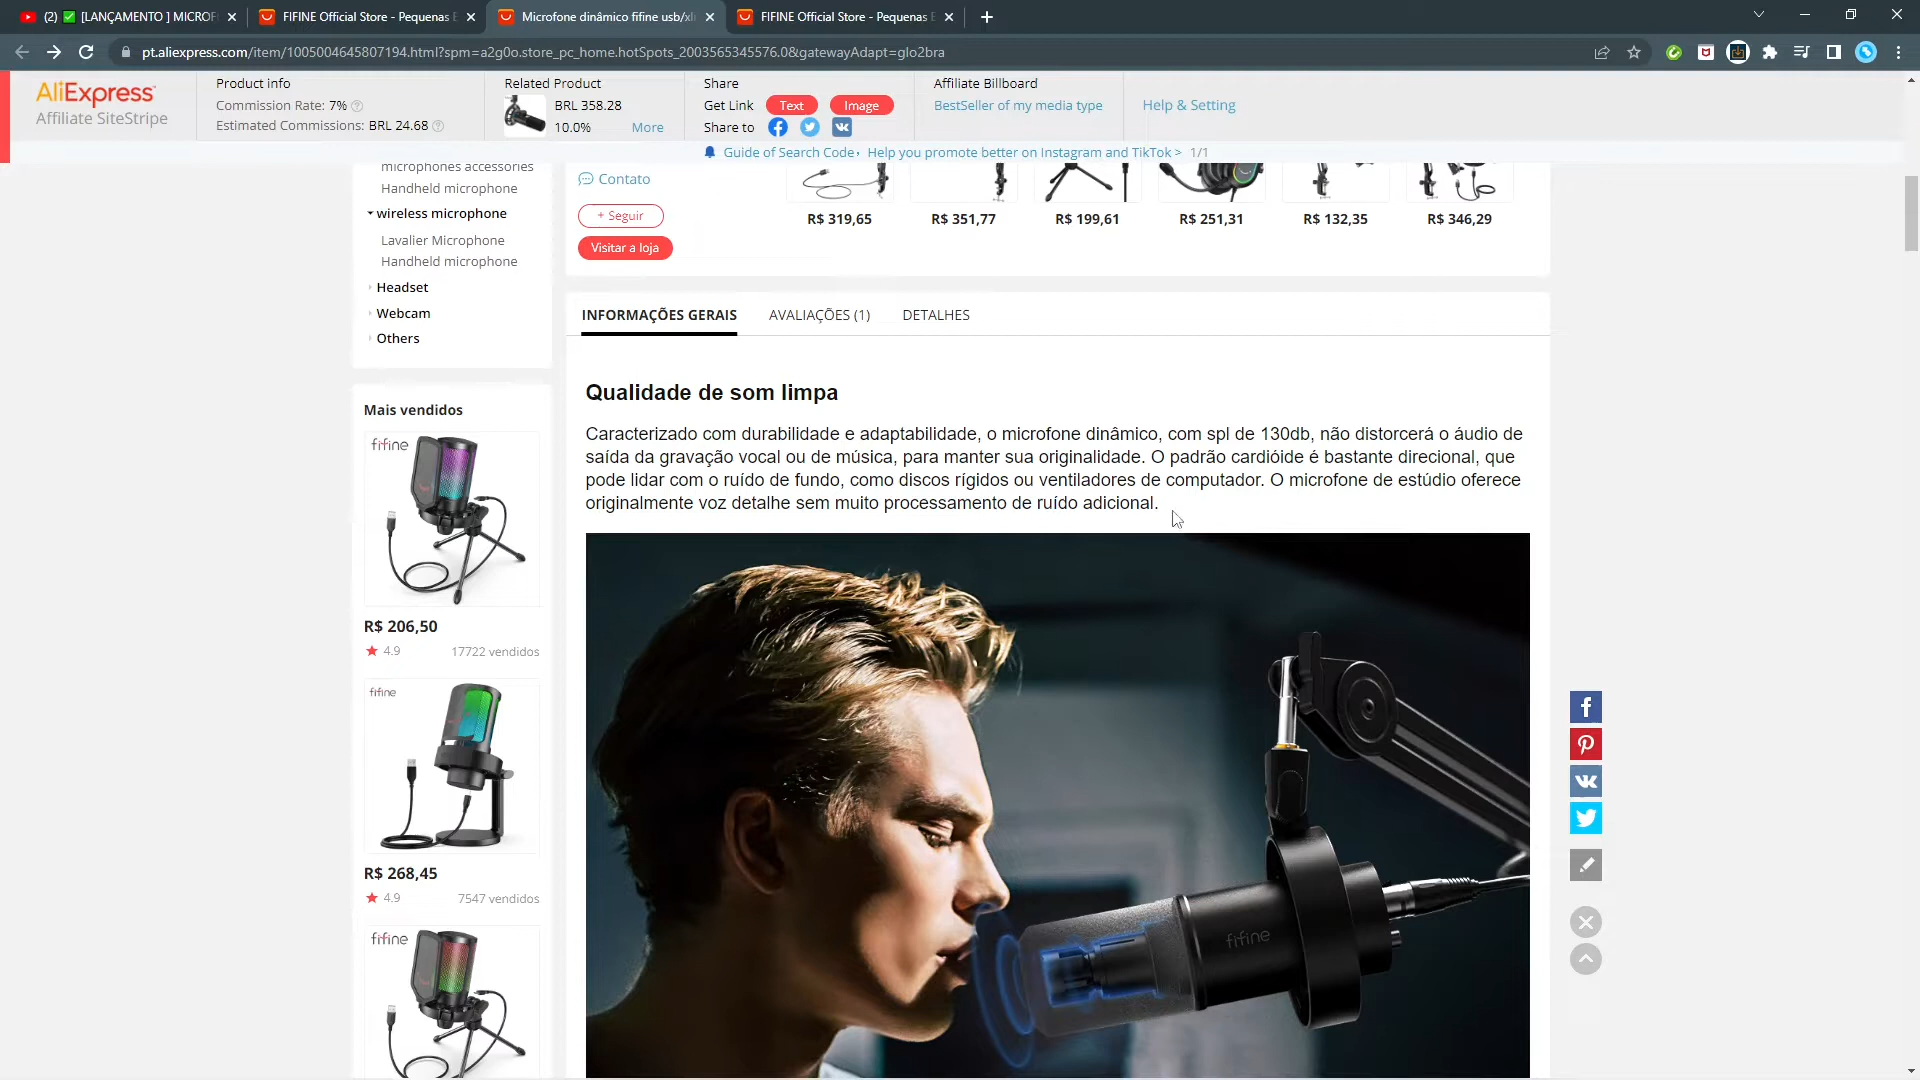 (2) ✅ [LANÇAMENTO ] MICROF
FIFINE Official Store - Pequenas E
Microfone dinâmico fifine usb/xlr
FIFINE Official Store - Pequenas E
pt.aliexpress.com/item/1005004645807194.html?spm=a2g0o.store_pc_home.hotSpots_2003565345576.0&gatewayAdapt=glo2bra
AliExpress
Affiliate SiteStripe
Product info
Commission Rate: 7%
Estimated Commissions: BRL 24.68
Related Product
BRL 358.28
10.0%
More
Share
Get Link Text Image
Share to
Affiliate Billboard
BestSeller of my media type
Help & Setting
Guide of Search Code, Help you promote better on Instagram and TikTok > 1/1
microphones accessories
Handheld microphone
wireless microphone
Lavalier Microphone
Handheld microphone
Headset
Webcam
Others
Contato
+ Seguir
Visitar a loja
R$ 319,65
R$ 351,77
R$ 199,61
R$ 251,31
R$ 132,35
R$ 346,29
INFORMAÇÕES GERAIS
AVALIAÇÕES (1)
DETALHES
Mais vendidos
fifine
R$ 206,50
4.9
17722 vendidos
fifine
R$ 268,45
4.9
7547 vendidos
fifine
Qualidade de som limpa
Caracterizado com durabilidade e adaptabilidade, o microfone dinâmico, com spl de 130db, não distorcerá o áudio de
saída da gravação vocal ou de música, para manter sua originalidade. O padrão cardióide é bastante direcional, que
pode lidar com o ruído de fundo, como discos rígidos ou ventiladores de computador. O microfone de estúdio oferece
originalmente voz detalhe sem muito processamento de ruído adicional.
fifine